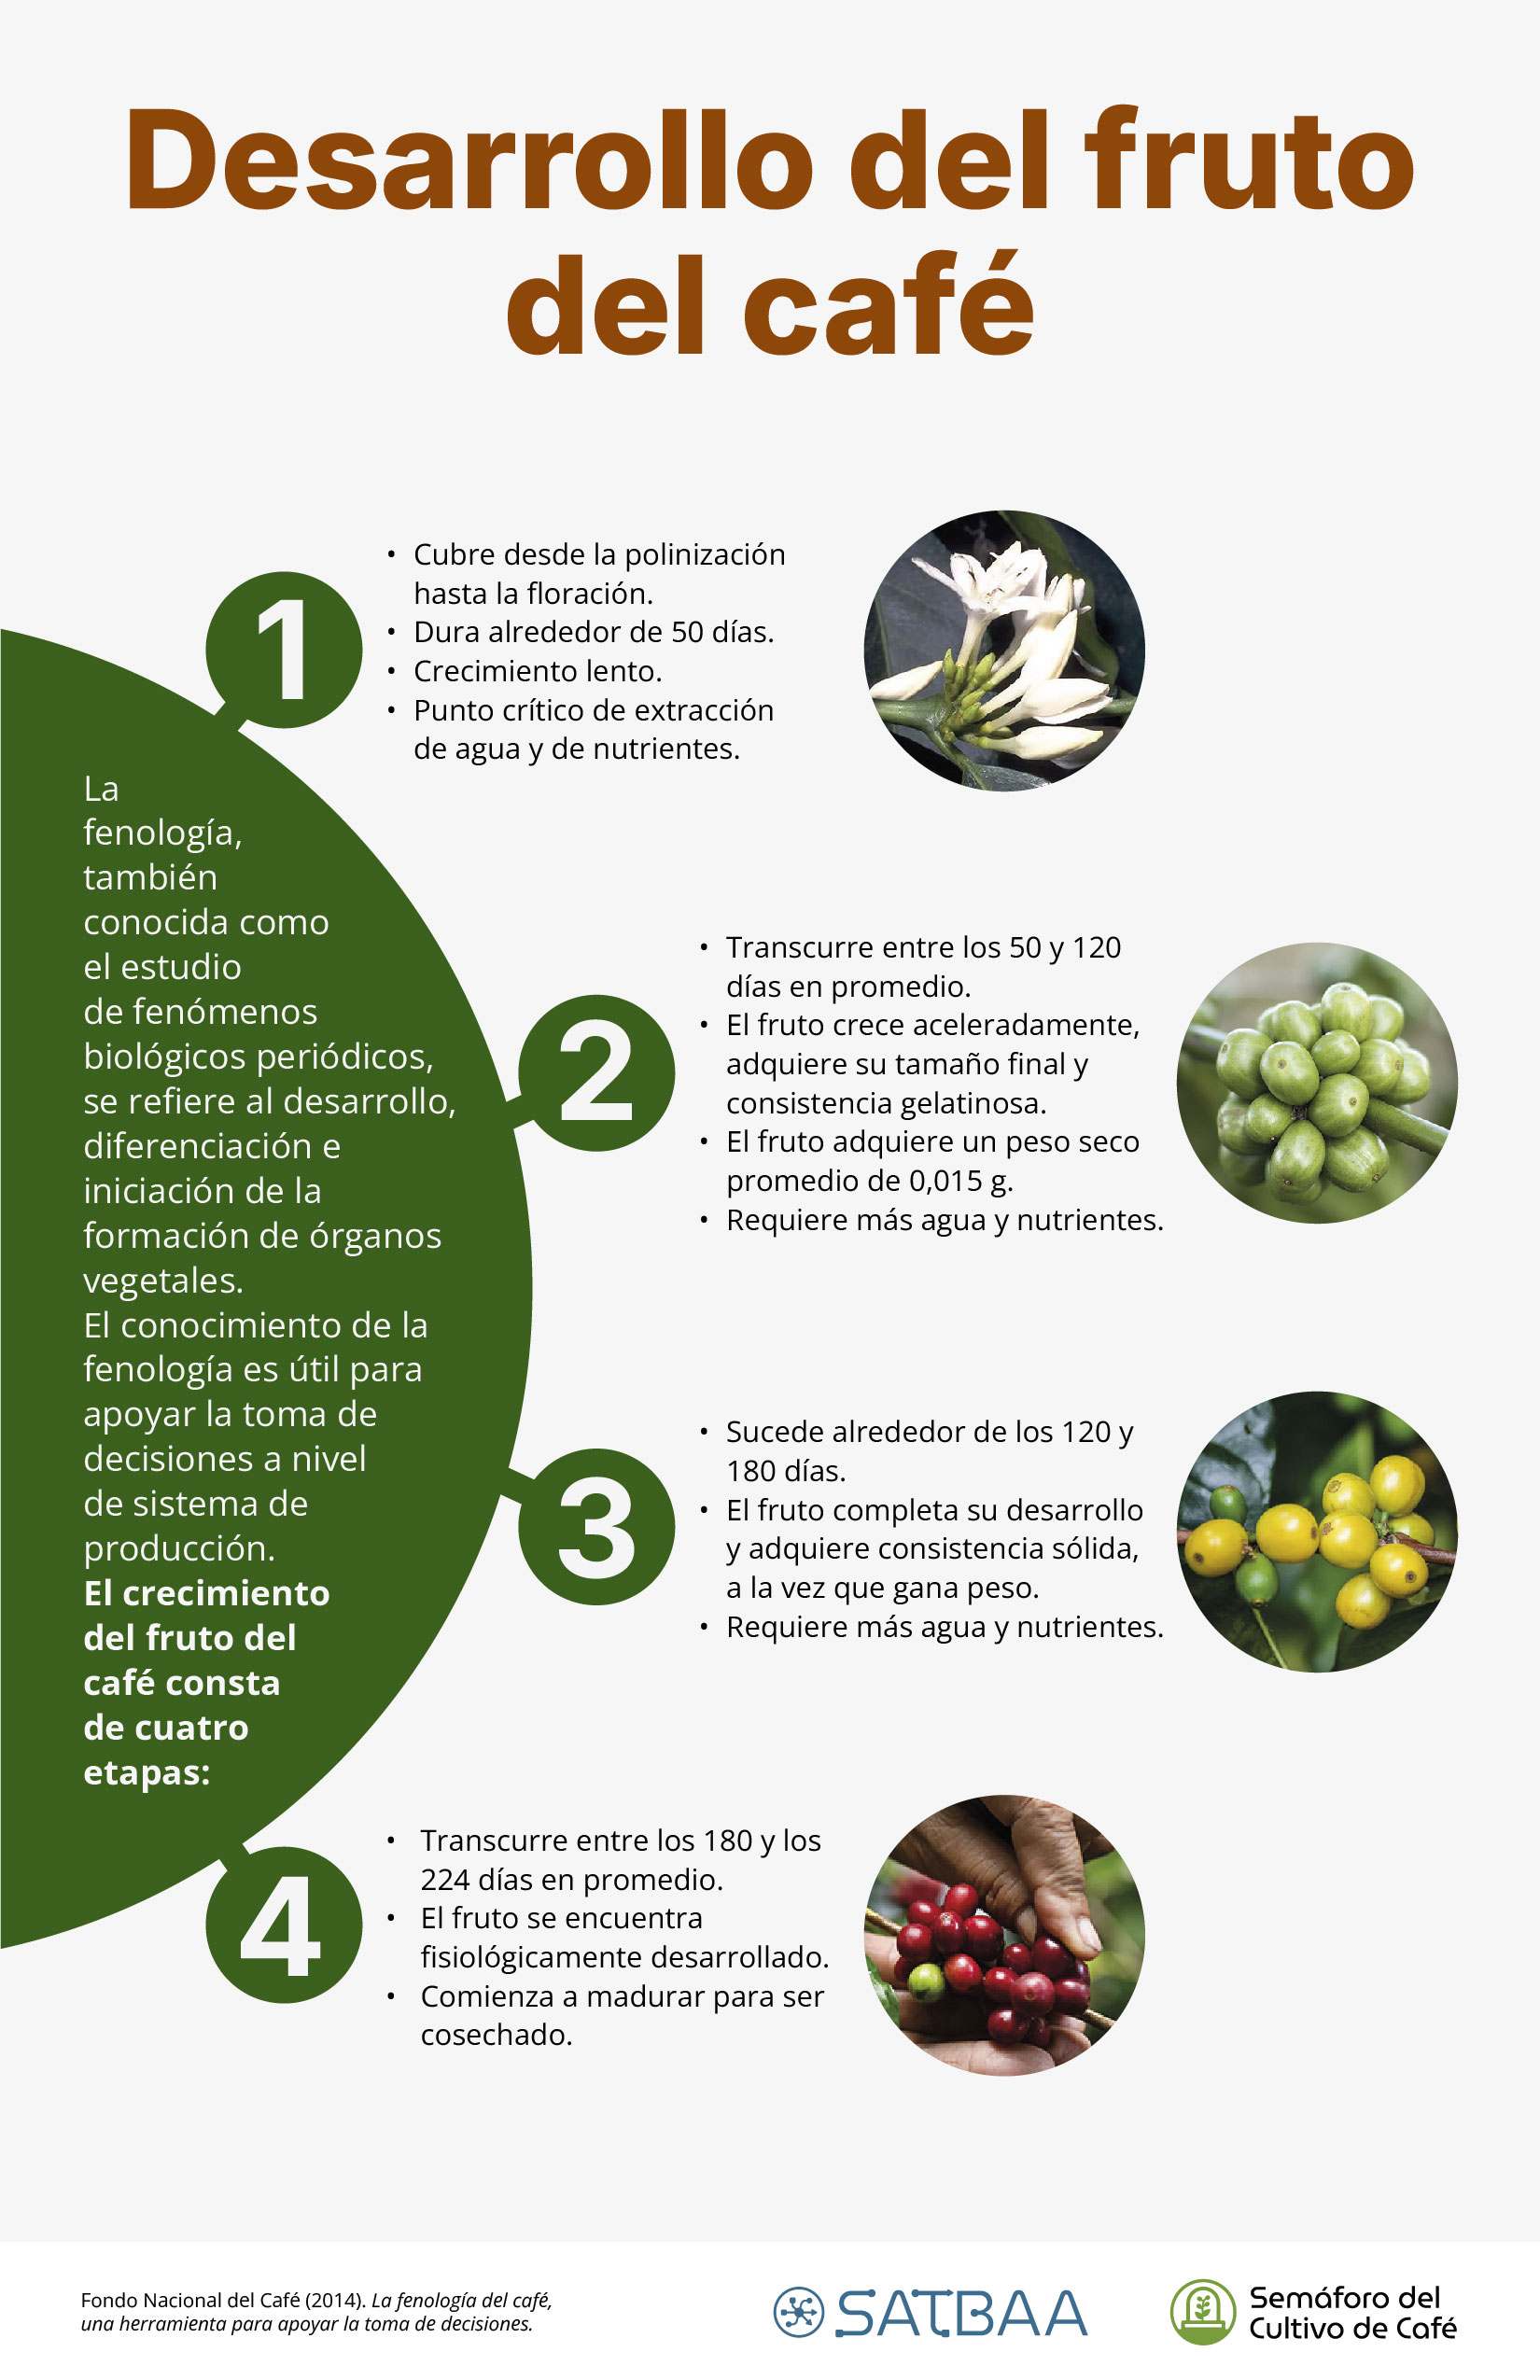 Desarrollo del fruto
del café
1
• Cubre desde la polinización
hasta la floración.
• Dura alrededor de 50 días.
• Crecimiento lento.
• Punto crítico de extracción
de agua y de nutrientes.
La
fenología,
también
conocida como
el estudio
de fenómenos
biológicos periódicos,
se refiere al desarrollo,
diferenciación e
iniciación de la
formación de órganos
vegetales.
El conocimiento de la
fenología es útil para
apoyar la toma de
decisiones a nivel
de sistema de
producción.
El crecimiento
del fruto del
café consta
de cuatro
etapas:
2
• Transcurre entre los 50 y 120
días en promedio.
• El fruto crece aceleradamente,
adquiere su tamaño final y
consistencia gelatinosa.
• El fruto adquiere un peso seco
promedio de 0,015 g.
• Requiere más agua y nutrientes.
3
• Sucede alrededor de los 120 y
180 días.
• El fruto completa su desarrollo
y adquiere consistencia sólida,
a la vez que gana peso.
• Requiere más agua y nutrientes.
4
• Transcurre entre los 180 y los
224 días en promedio.
• El fruto se encuentra
fisiológicamente desarrollado.
• Comienza a madurar para ser
cosechado.
Fondo Nacional del Café (2014). La fenología del café,
una herramienta para apoyar la toma de decisiones.
SATBAA
Semáforo del
Cultivo de Café